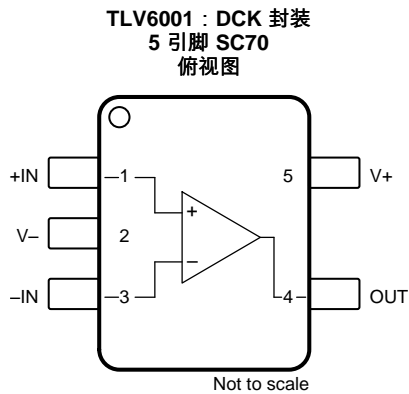 TLV6001：DCK 封装
5 引脚 SC70
俯视图
+IN
1
5
V+
+
V–
2
–
–IN
3
4
OUT
Not to scale